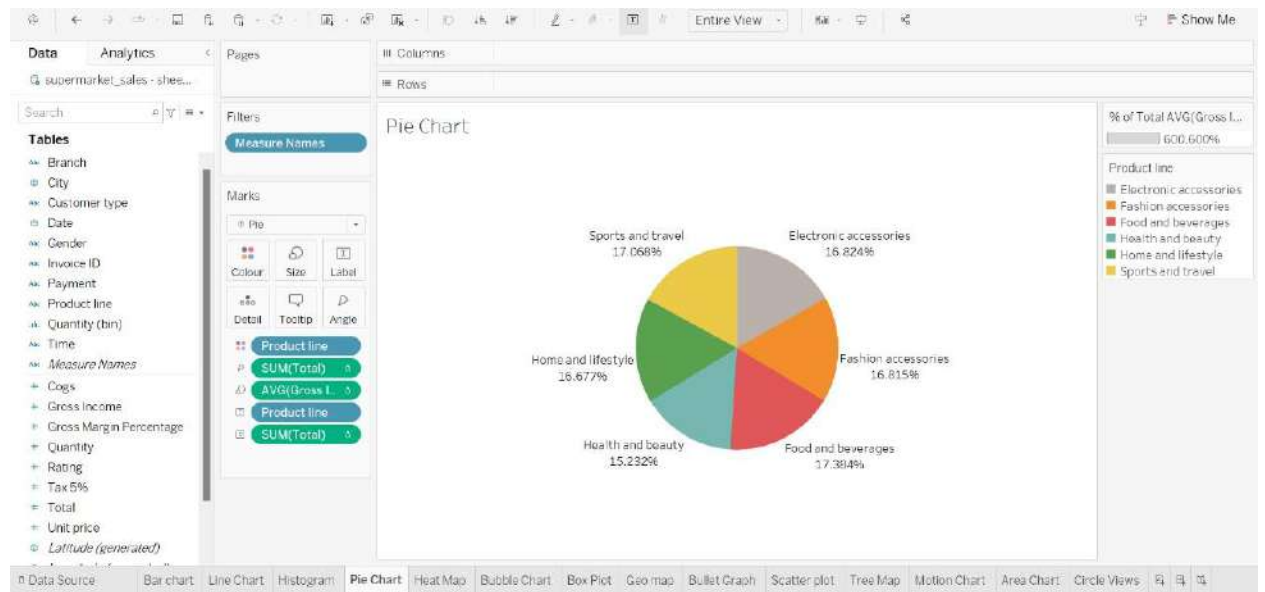 Entire View
Show Me
Data
Analytics
supermarket_sales - shee...
Search
Tables
Branch
City
Customer type
Date
Gender
Invoice ID
Payment
Product line
Quantity (bin)
Time
Measure Names
Cogs
Gross Income
Gross Margin Percentage
Quantity
Rating
Tax 5%
Total
Unit price
Latitude (generated)
Pages
Filters
Measure Names
Marks
Pie
Colour
Size
Label
Detail
Tooltip
Angle
Product line
SUM(Total)
AVG(Gross I..
Product line
SUM(Total)
Columns
Rows
Pie Chart
Sports and travel
17.068%
Electronic accessories
16.824%
Home and lifestyle
16.677%
Fashion accessories
16.815%
Health and beauty
15.232%
Food and beverages
17.384%
% of Total AVG(Gross I...
600.600%
Product line
Electronic accessories
Fashion accessories
Food and beverages
Health and beauty
Home and lifestyle
Sports and travel
Data Source
Bar chart
Line Chart
Histogram
Pie Chart
Heat Map
Bubble Chart
Box Plot
Geo map
Bullet Graph
Scatter plot
Tree Map
Motion Chart
Area Chart
Circle Views